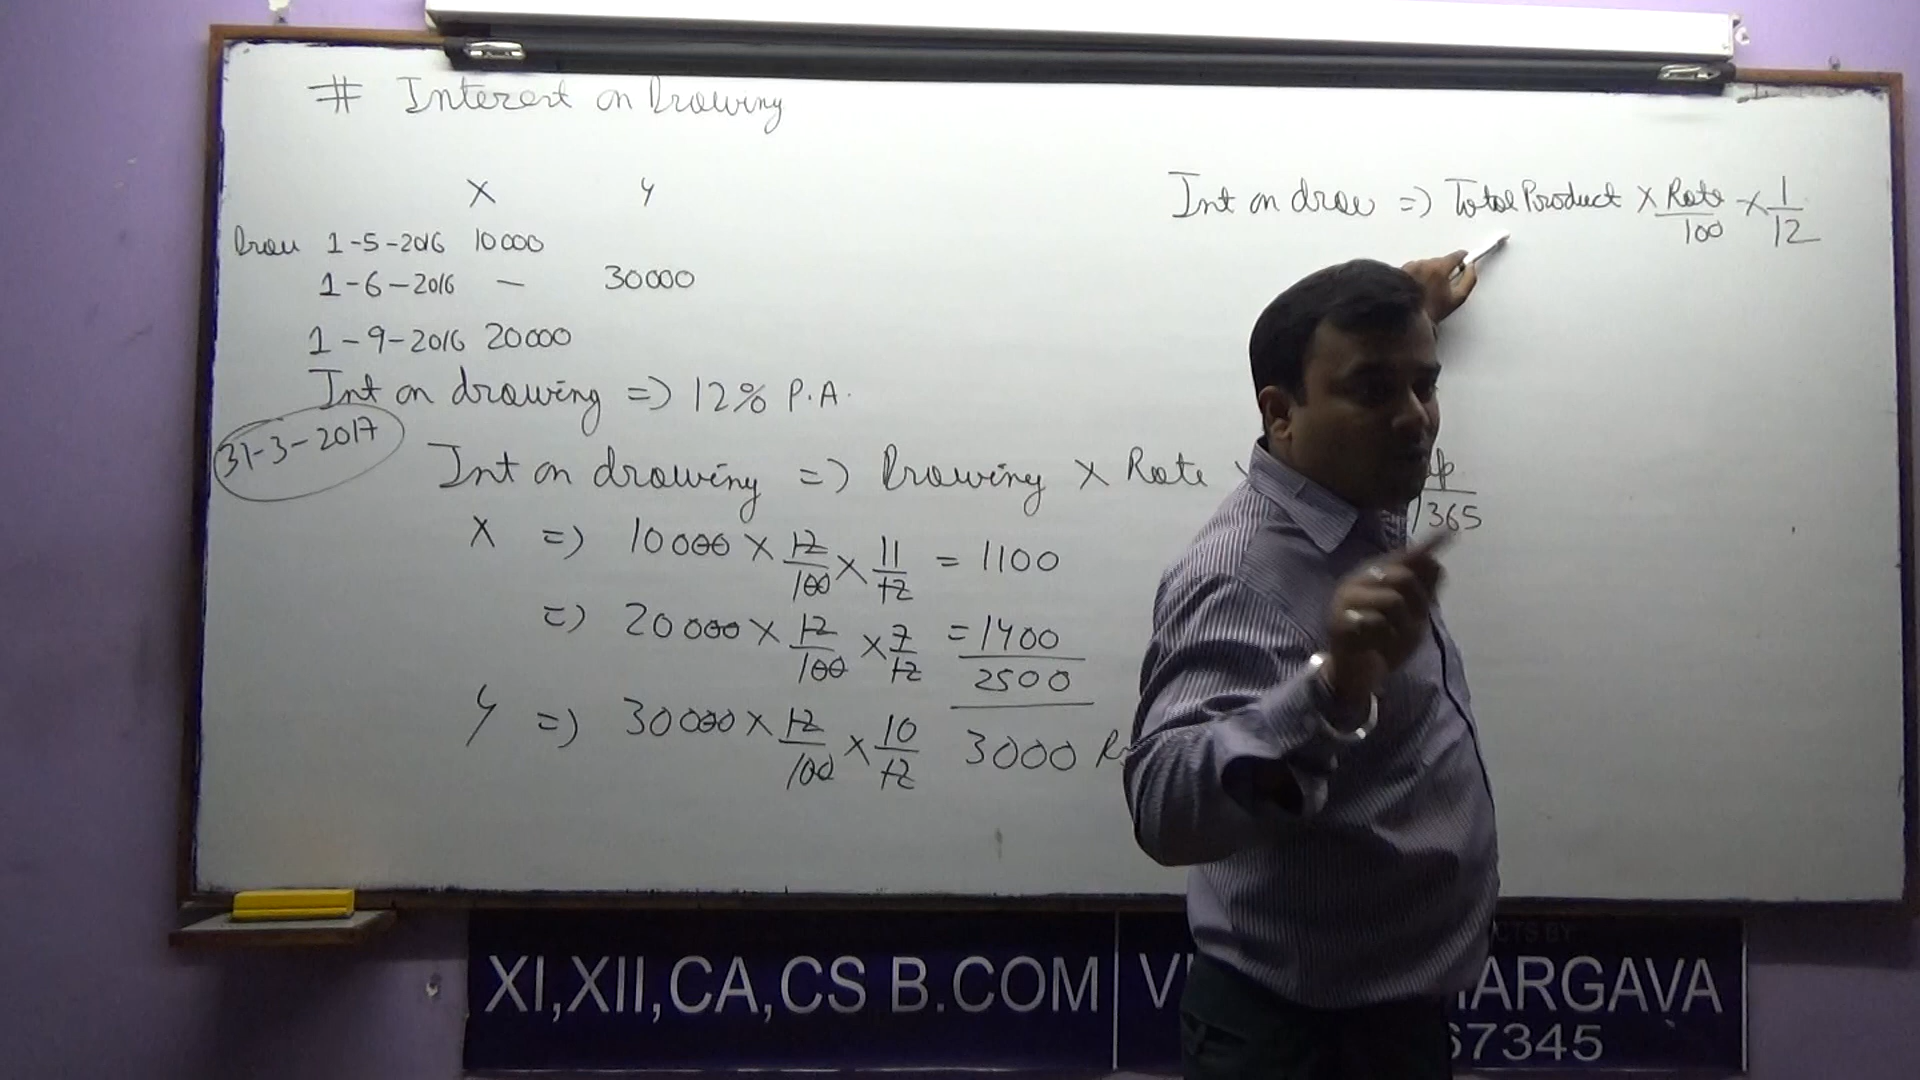 # Interest on Drawing
X Y
Draw 1-5-2016 10000
1-6-2016 — 30000
1-9-2016 20000
Int on drawing => 12% P.A.
31-3-2017
Int on drawing => Drawing X Rate
/365
X => 10000 X 12/100 X 11/12 = 1100
=> 20000 X 12/100 X 7/12 = 1400
2500
Y => 30000 X 12/100 X 10/12 3000
Int on draw => Total Product X Rate/100 X 1/12
XI,XII,CA,CS B.COM
ARGAVA
67345